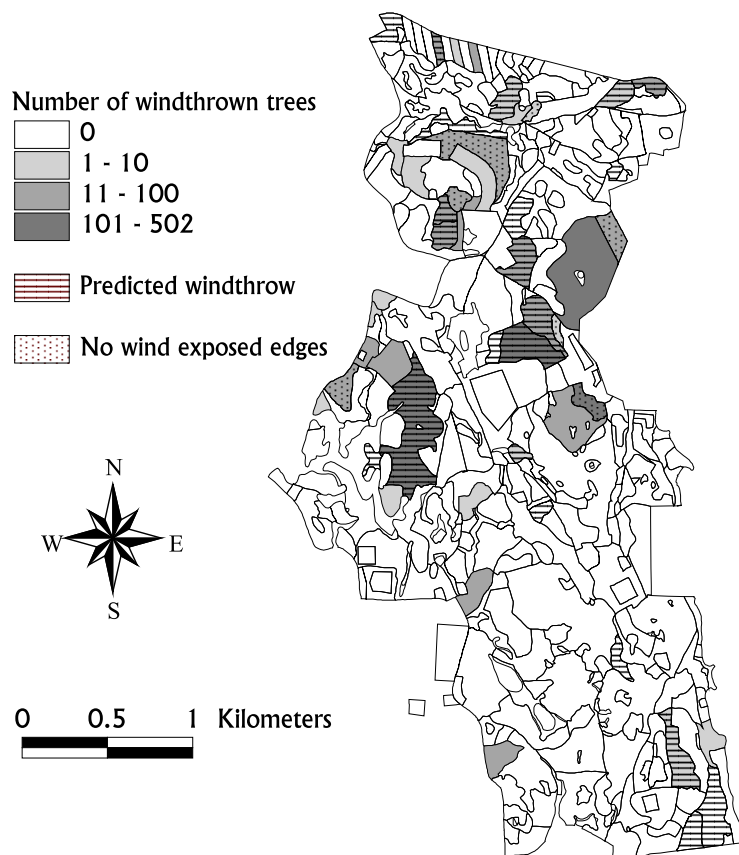 Number of windthrown trees
0
1 - 10
11 - 100
101 - 502
Predicted windthrow
No wind exposed edges
N
W E
S
0 0.5 1 Kilometers